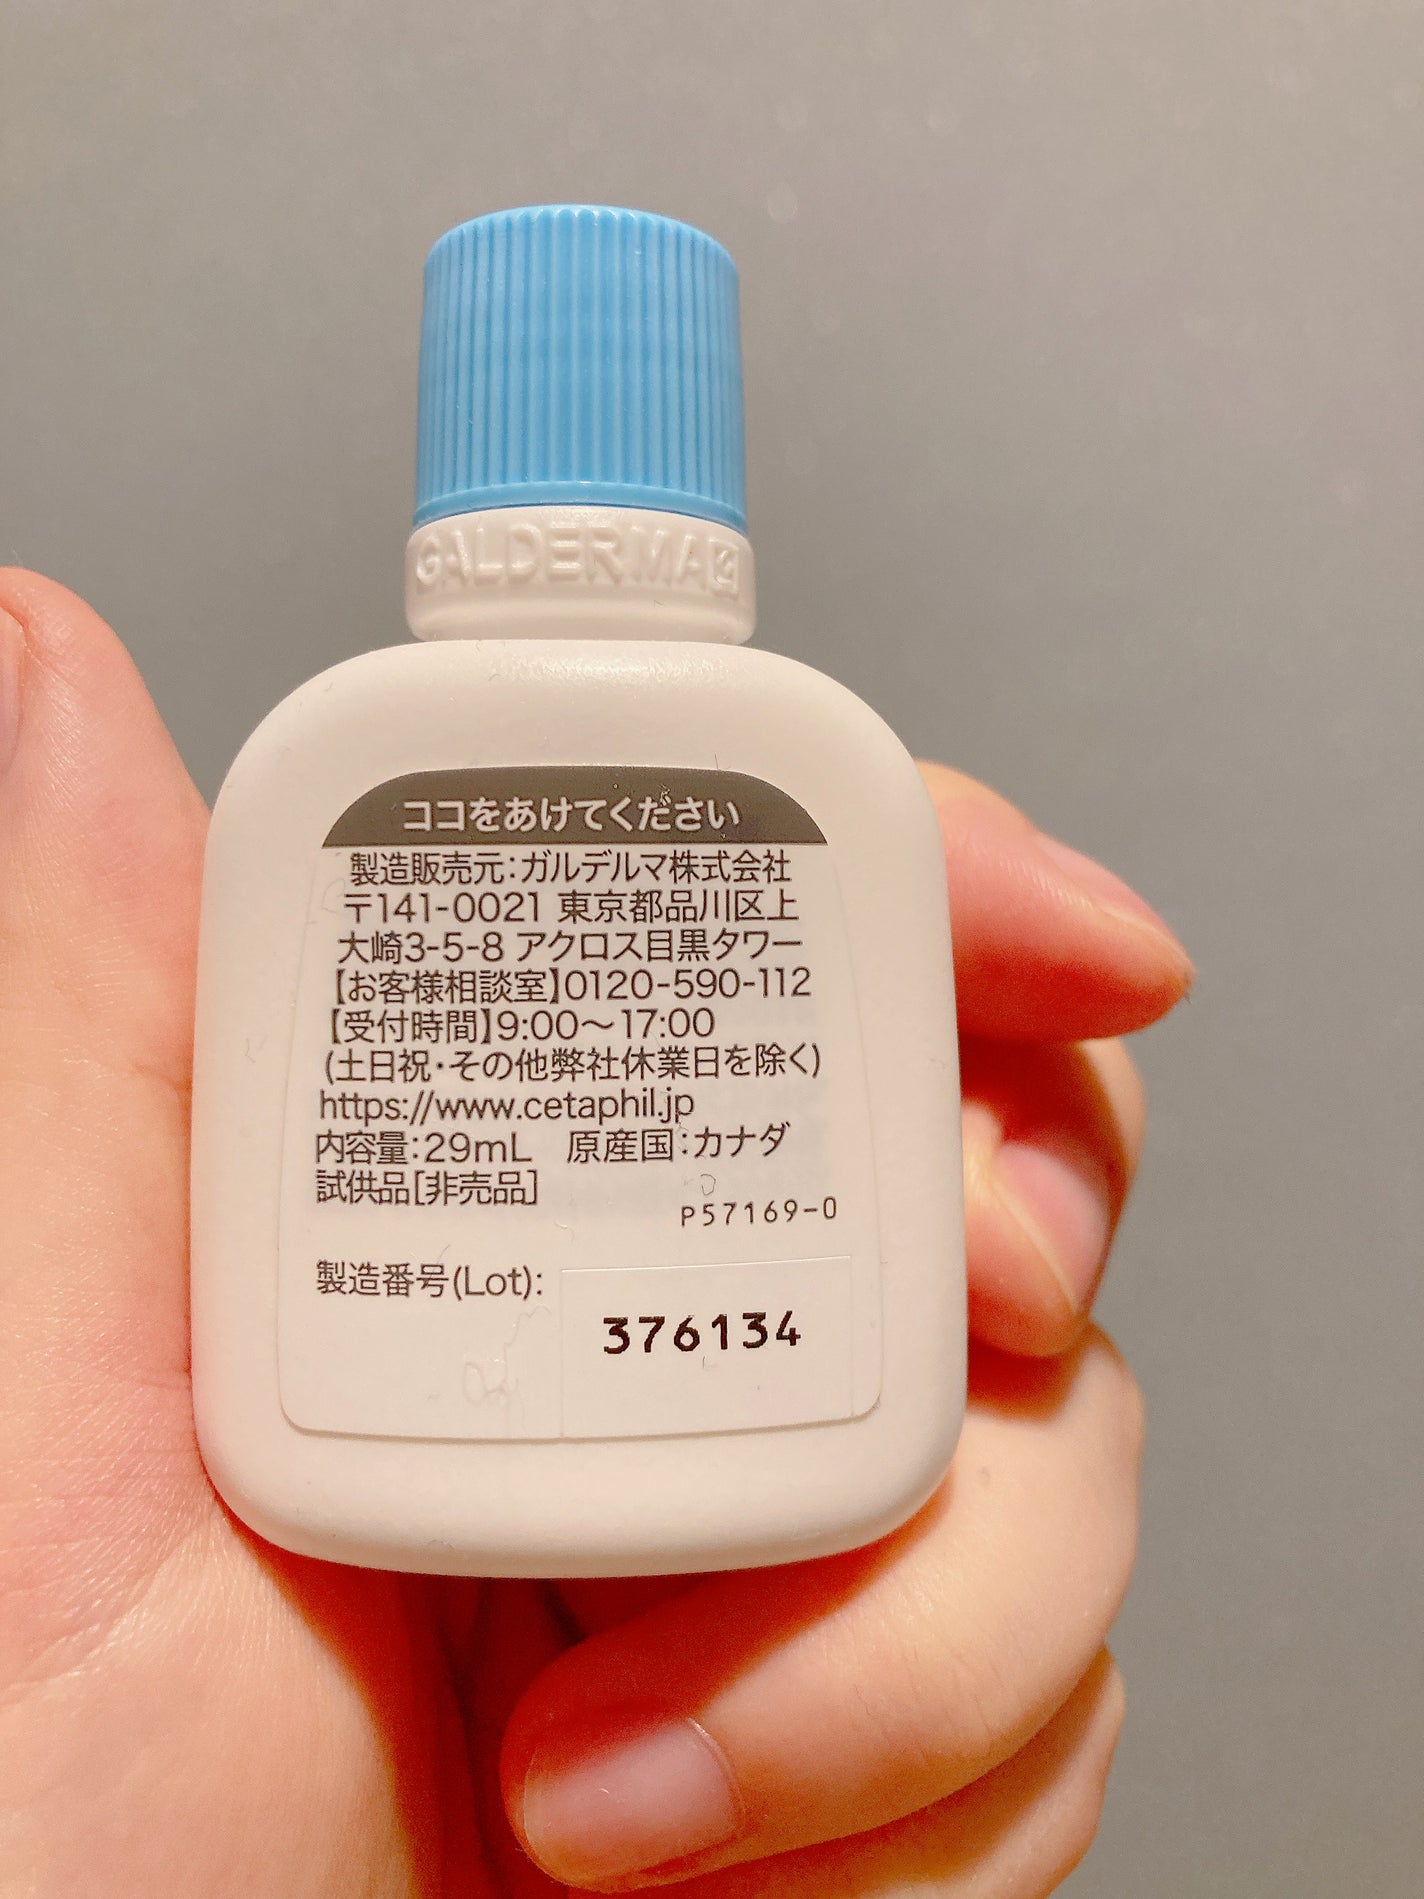 GALDERMA
ココをあけてください
製造販売元:ガルデルマ株式会社
〒141-0021 東京都品川区上
大崎3-5-8 アクロス目黒タワー
【お客様相談室】0120-590-112
【受付時間】9:00〜17:00
(土日祝・その他弊社休業日を除く)
https://www.cetaphil.jp
内容量:29mL　原産国:カナダ
試供品[非売品]
P57169-0
製造番号(Lot):
376134